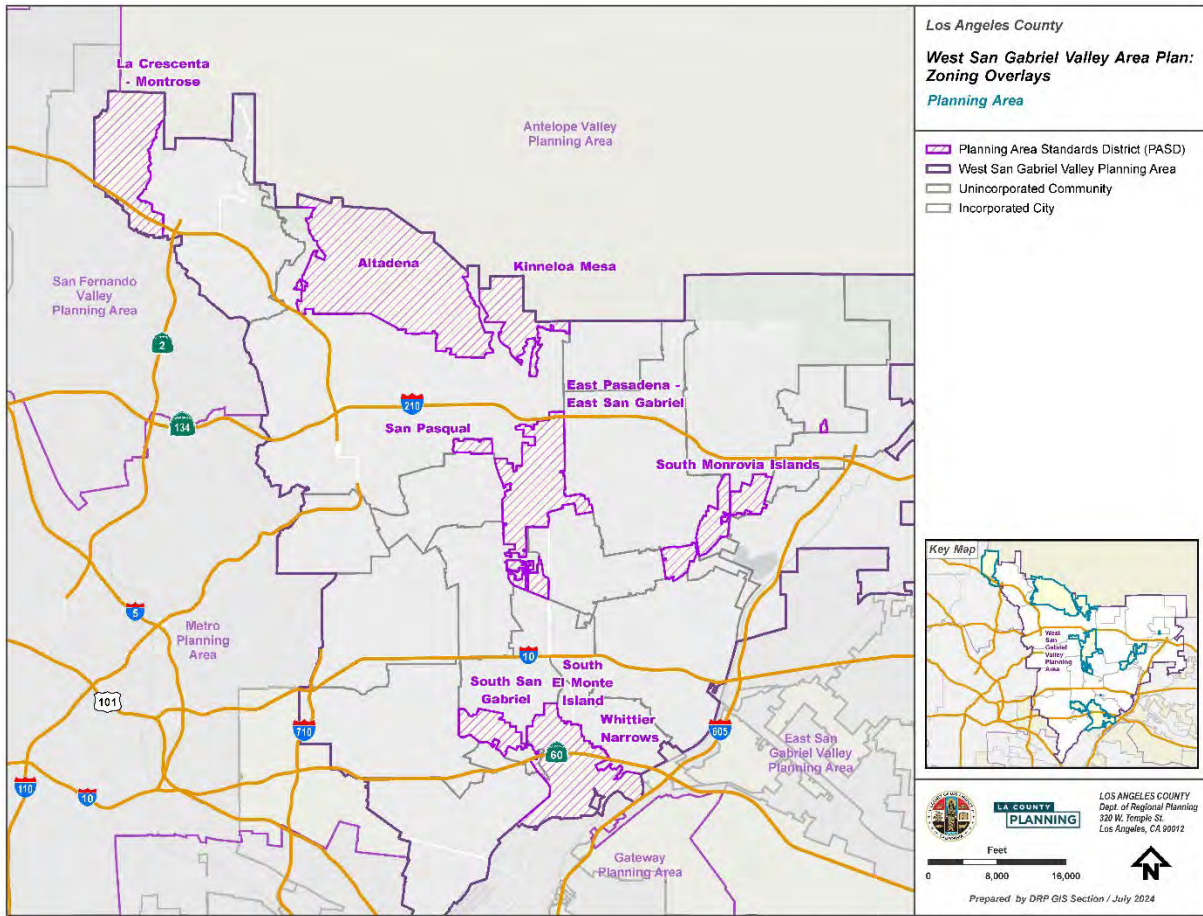 La Crescenta
- Montrose
Antelope Valley
Planning Area
Altadena
Kinneloa Mesa
San Fernando
Valley
Planning Area
2
134
210
East Pasadena -
East San Gabriel
San Pasqual
South Monrovia Islands
5
Metro
Planning
Area
10
101
South San
Gabriel
South
El Monte
Island
Whittier
Narrows
710
60
605
East San
Gabriel Valley
Planning Area
110
10
Gateway
Planning Area
Los Angeles County
West San Gabriel Valley Area Plan:
Zoning Overlays
Planning Area
Planning Area Standards District (PASD)
West San Gabriel Valley Planning Area
Unincorporated Community
Incorporated City
Key Map
West
San
Gabriel
Valley
Planning
Area
LA COUNTY
PLANNING
LOS ANGELES COUNTY
Dept. of Regional Planning
320 W. Temple St.
Los Angeles, CA 90012
Feet
0 8,000 16,000
N
Prepared by DRP GIS Section / July 2024